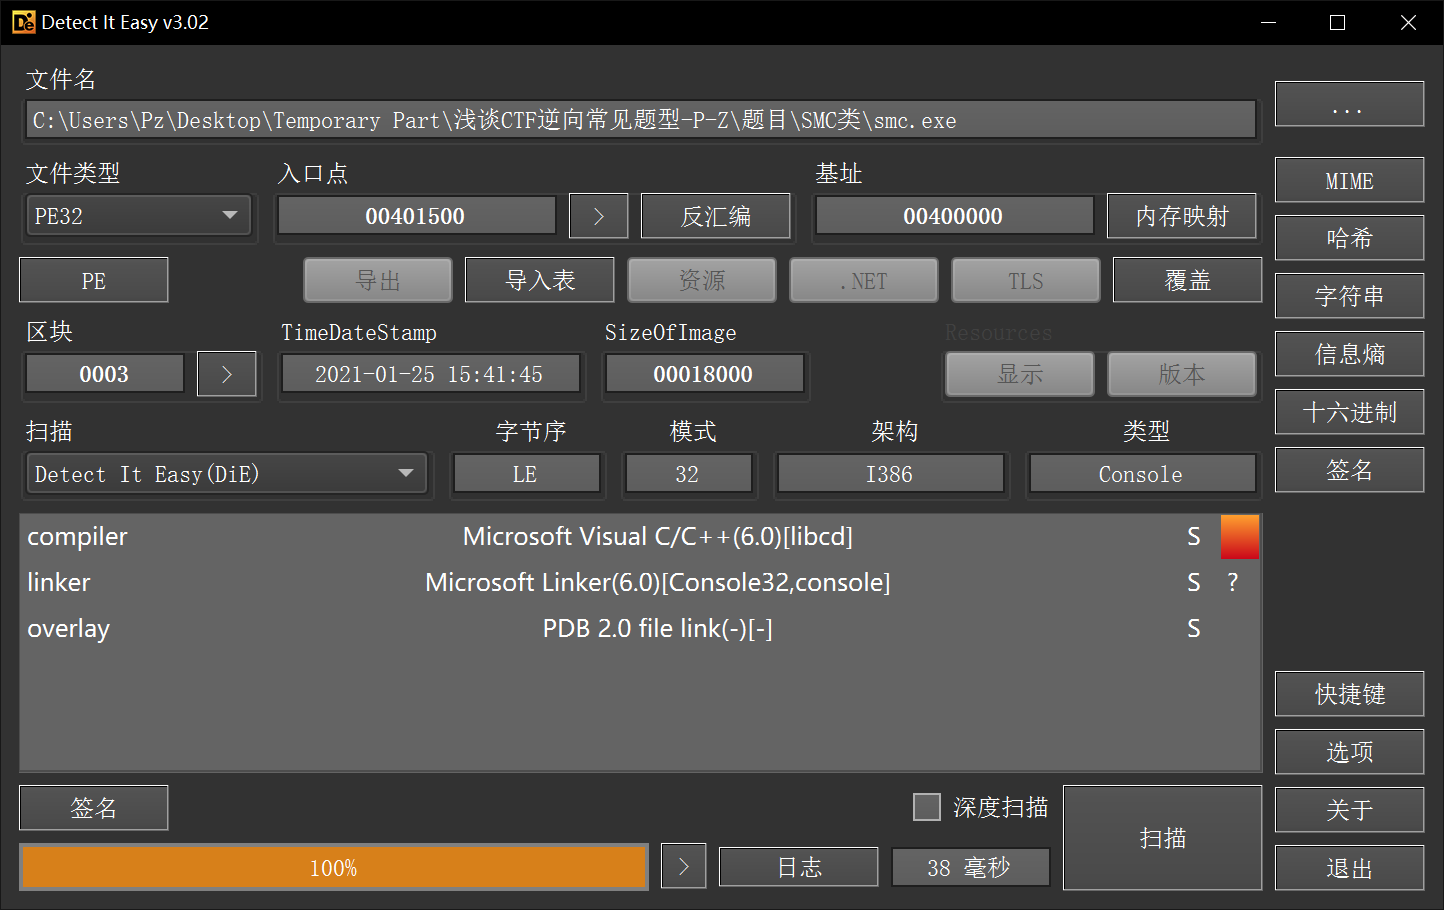 Detect It Easy v3.02
文件名
C:\Users\Pz\Desktop\Temporary Part\浅谈CTF逆向常见题型-P-Z\题目\SMC类\smc.exe
...
文件类型 入口点 基址
PE32 00401500 > 反汇编 00400000 内存映射
MIME
哈希
PE 导出 导入表 资源 .NET TLS 覆盖
字符串
区块 TimeDateStamp SizeOfImage Resources
0003 > 2021-01-25 15:41:45 00018000 显示 版本
信息熵
十六进制
扫描 字节序 模式 架构 类型
Detect It Easy(DiE) LE 32 I386 Console
签名
compiler Microsoft Visual C/C++(6.0)[libcd] S
linker Microsoft Linker(6.0)[Console32,console] S ?
overlay PDB 2.0 file link(-)[-] S
快捷键
选项
签名 深度扫描 扫描
关于
100% > 日志 38 毫秒
退出